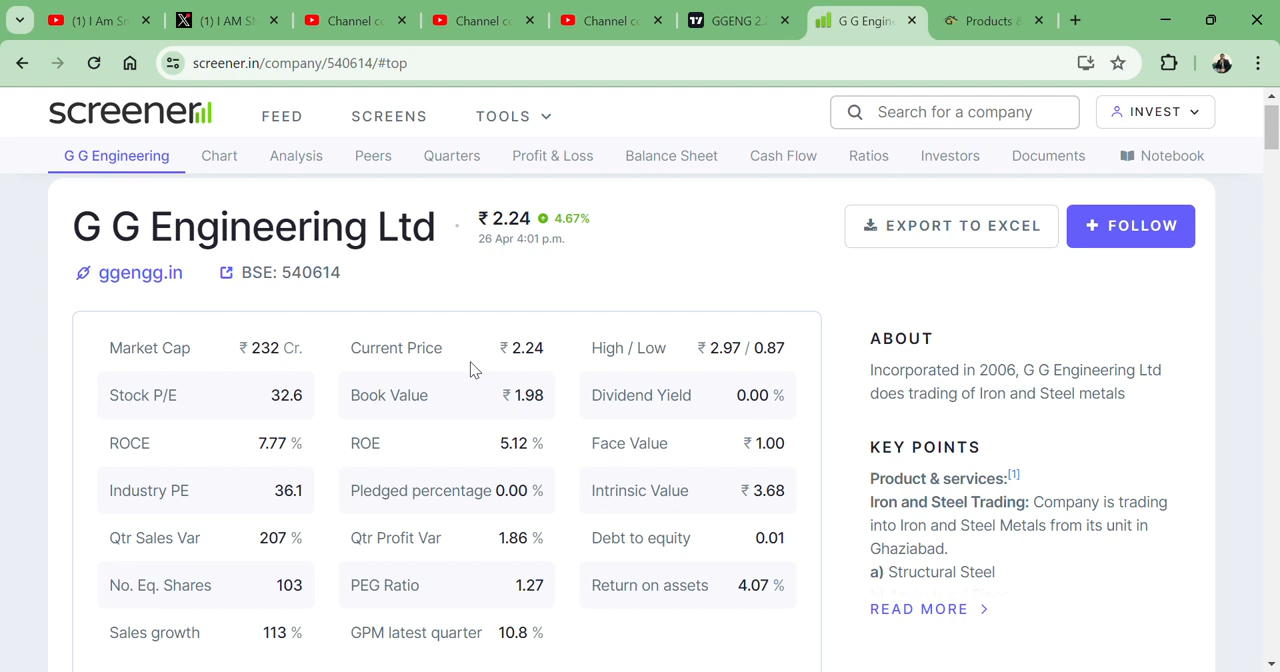 (1) I Am Sn
(1) I AM SN
Channel co
Channel co
Channel co
GGENG 2.
G G Engin
Products &
screener.in/company/540614/#top
screener
FEED
SCREENS
TOOLS
Search for a company
INVEST
G G Engineering
Chart
Analysis
Peers
Quarters
Profit & Loss
Balance Sheet
Cash Flow
Ratios
Investors
Documents
Notebook
G G Engineering Ltd
₹ 2.24 4.67%
26 Apr 4:01 p.m.
EXPORT TO EXCEL
+ FOLLOW
ggengg.in
BSE: 540614
Market Cap ₹ 232 Cr.
Current Price ₹ 2.24
High / Low ₹ 2.97 / 0.87
Stock P/E 32.6
Book Value ₹ 1.98
Dividend Yield 0.00 %
ROCE 7.77 %
ROE 5.12 %
Face Value ₹ 1.00
Industry PE 36.1
Pledged percentage 0.00 %
Intrinsic Value ₹ 3.68
Qtr Sales Var 207 %
Qtr Profit Var 1.86 %
Debt to equity 0.01
No. Eq. Shares 103
PEG Ratio 1.27
Return on assets 4.07 %
Sales growth 113 %
GPM latest quarter 10.8 %
ABOUT
Incorporated in 2006, G G Engineering Ltd
does trading of Iron and Steel metals
KEY POINTS
Product & services:[1]
Iron and Steel Trading: Company is trading
into Iron and Steel Metals from its unit in
Ghaziabad.
a) Structural Steel
READ MORE >